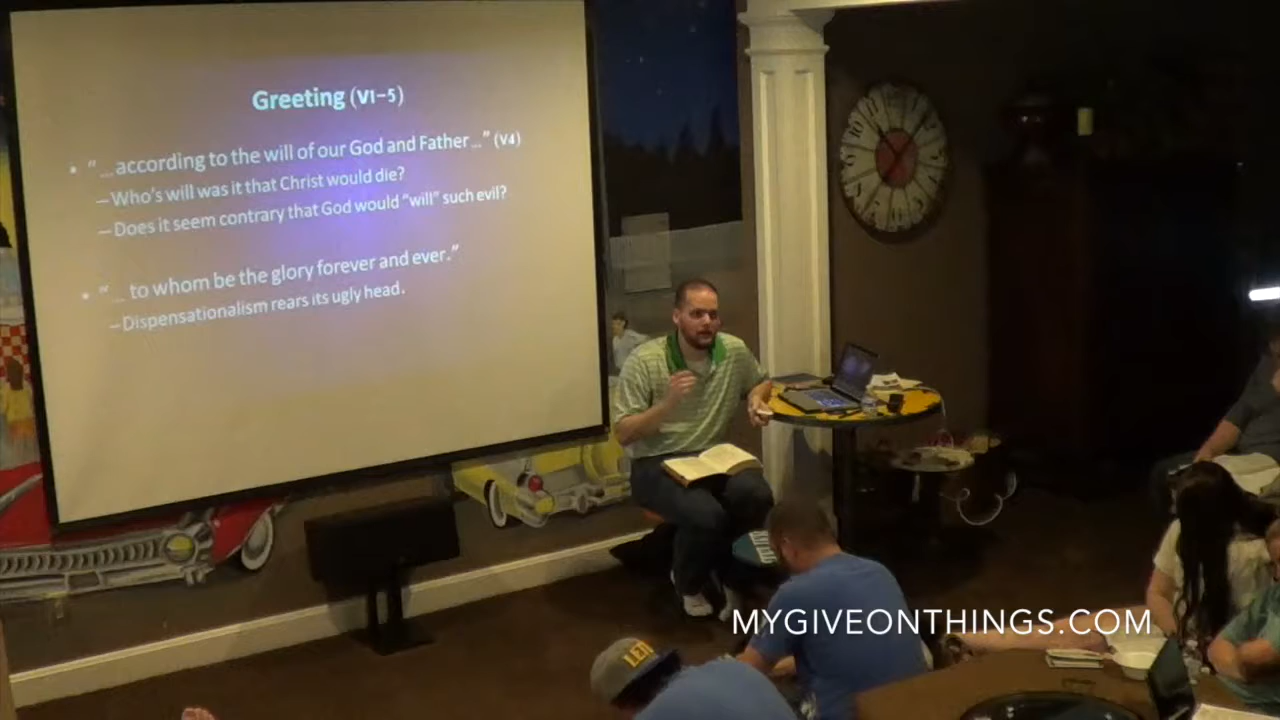 Greeting (V1–5)
• “ … according to the will of our God and Father …” (V4)
–Who’s will was it that Christ would die?
–Does it seem contrary that God would “will” such evil?
• “ … to whom be the glory forever and ever.”
–Dispensationalism rears its ugly head.
MYGIVEONTHINGS.COM